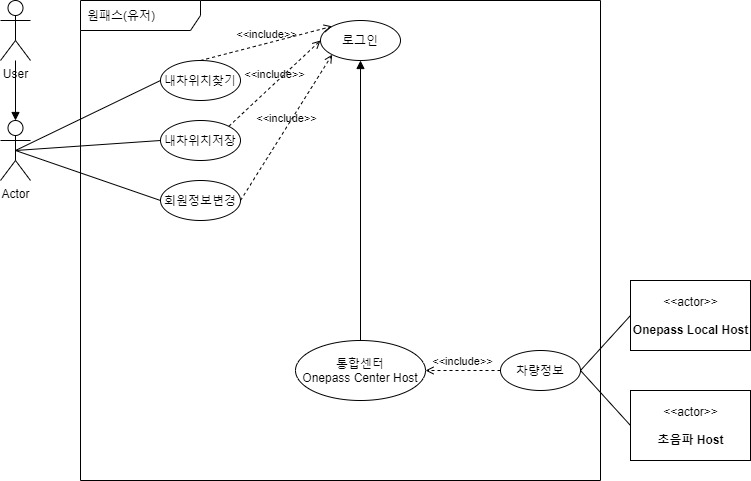 원패스(유저)
<<include>>
로그인
User
내차위치찾기
<<include>>
<<include>>
내차위치저장
Actor
회원정보변경
<<actor>>
Onepass Local Host
통합센터
Onepass Center Host
<<include>>
차량정보
<<actor>>
초음파 Host